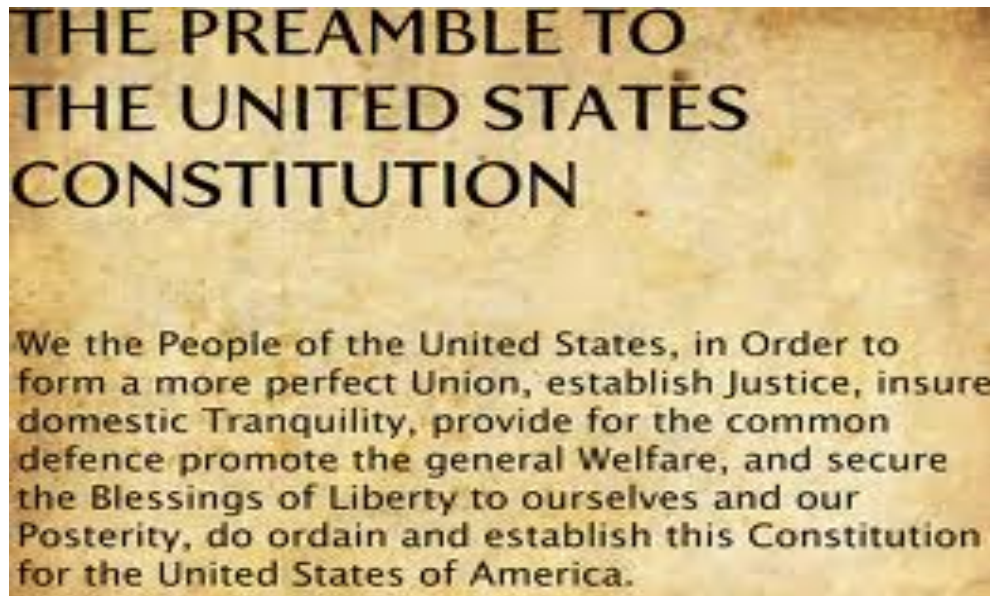 THE PREAMBLE TO
THE UNITED STATES
CONSTITUTION
We the People of the United States, in Order to
form a more perfect Union, establish Justice, insure
domestic Tranquility, provide for the common
defence promote the general Welfare, and secure
the Blessings of Liberty to ourselves and our
Posterity, do ordain and establish this Constitution
for the United States of America.